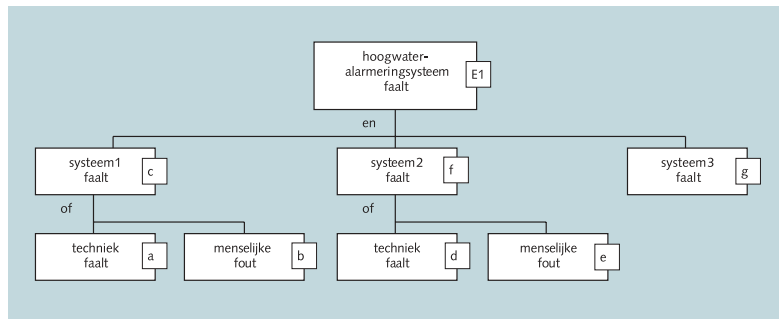 hoogwater-
alarmeringsysteem
faalt
E1
en
systeem1
faalt
c
systeem2
faalt
f
systeem3
faalt
g
of
of
techniek
faalt
a
menselijke
fout
b
techniek
faalt
d
menselijke
fout
e